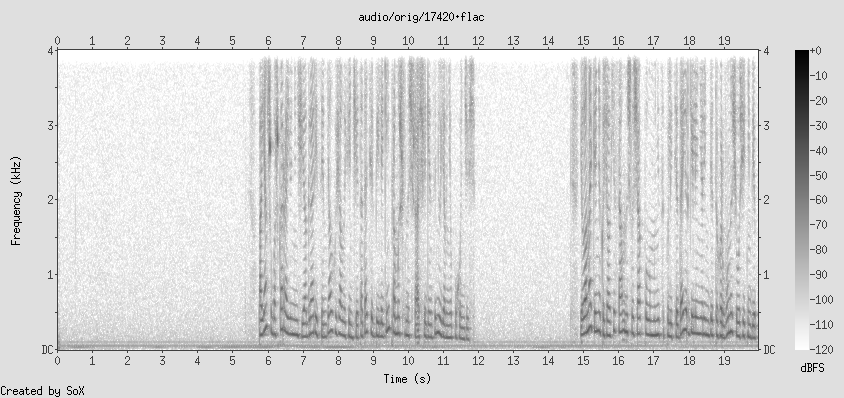 audio/orig/17420+flac
0 1 2 3 4 5 6 7 8 9 10 11 12 13 14 15 16 17 18 19
4 4 +0
-10
-20
3 3 -30
-40
-50
2 2 -60
-70
-80
1 1 -90
-100
-110
DC DC -120
Frequency (kHz)
0 1 2 3 4 5 6 7 8 9 10 11 12 13 14 15 16 17 18 19
Time (s)
dBFS
Created by SoX